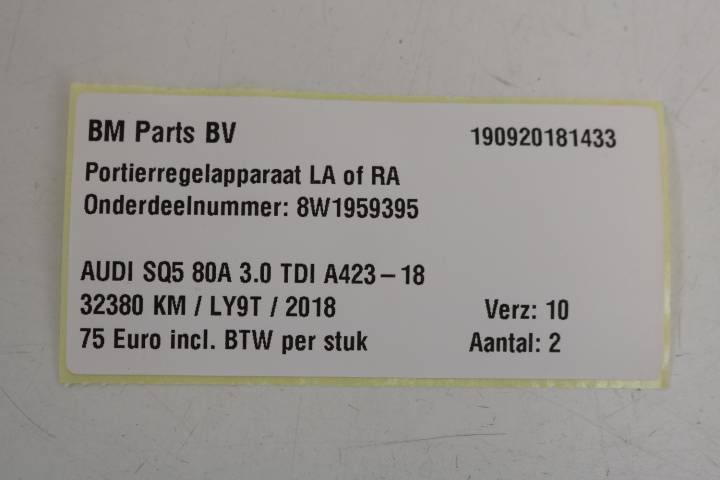 BM Parts BV 190920181433
Portierregelapparaat LA of RA
Onderdeelnummer: 8W1959395
AUDI SQ5 80A 3.0 TDI A423-18
32380 KM / LY9T / 2018 Verz: 10
75 Euro incl. BTW per stuk Aantal: 2